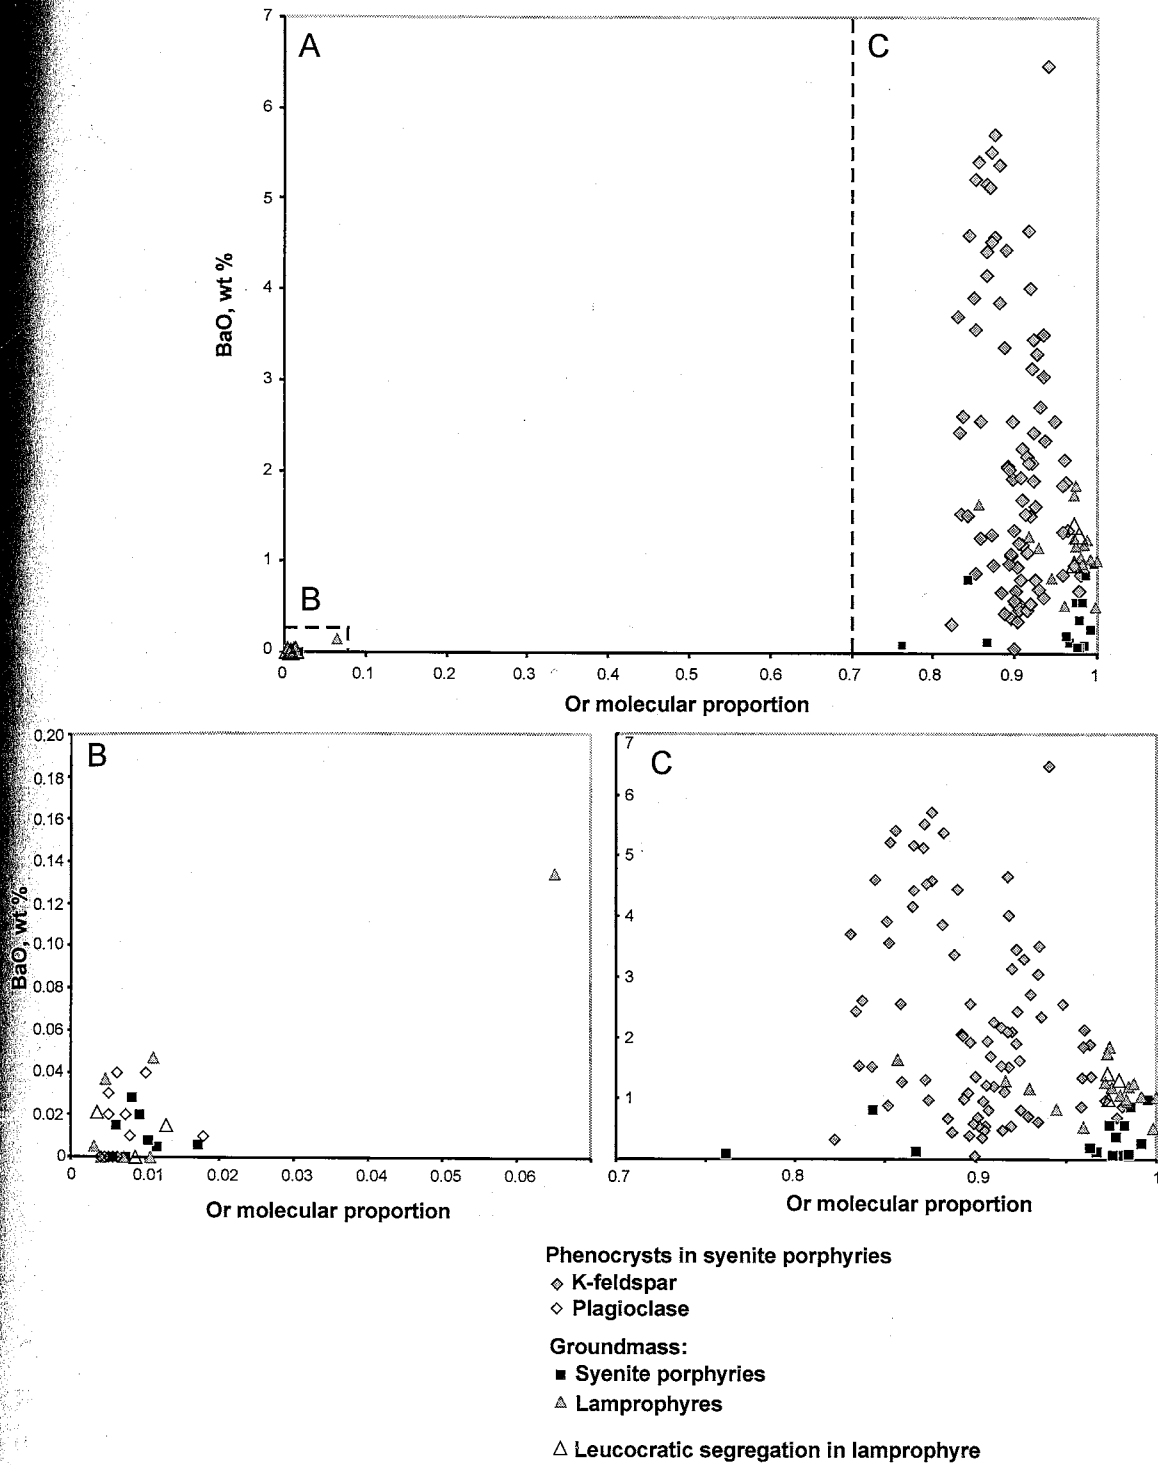 7
A
C
6
5
4
BaO, wt %
3
2
1
B
0
0 0.1 0.2 0.3 0.4 0.5 0.6 0.7 0.8 0.9 1
Or molecular proportion
0,20
B
0.18
0.16
0.14
0.12
BaO, wt %
0.10
0.08
0.06
0.04
0.02
0
0 0.01 0.02 0.03 0.04 0.05 0.06
Or molecular proportion
7
C
6
5
4
3
2
1
0.7 0.8 0.9 1
Or molecular proportion
Phenocrysts in syenite porphyries
K-feldspar
Plagioclase
Groundmass:
Syenite porphyries
Lamprophyres
Leucocratic segregation in lamprophyre